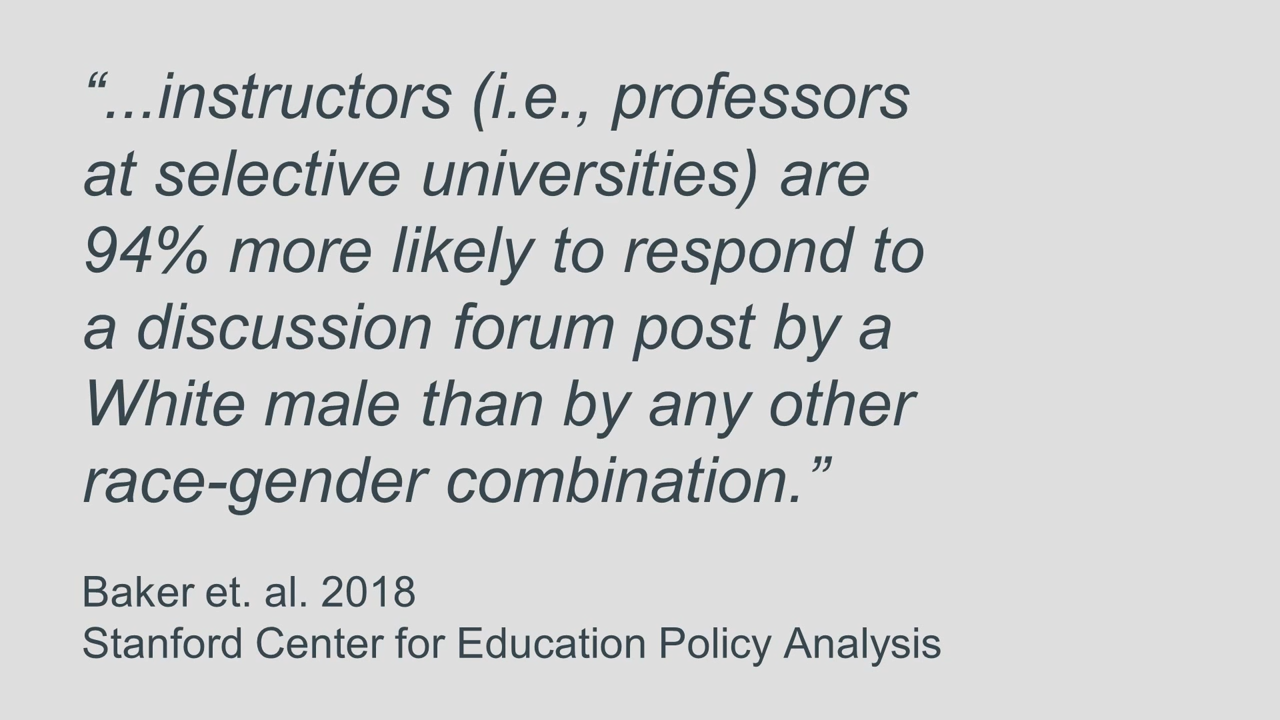 “...instructors (i.e., professors
at selective universities) are
94% more likely to respond to
a discussion forum post by a
White male than by any other
race-gender combination.”
Baker et. al. 2018
Stanford Center for Education Policy Analysis